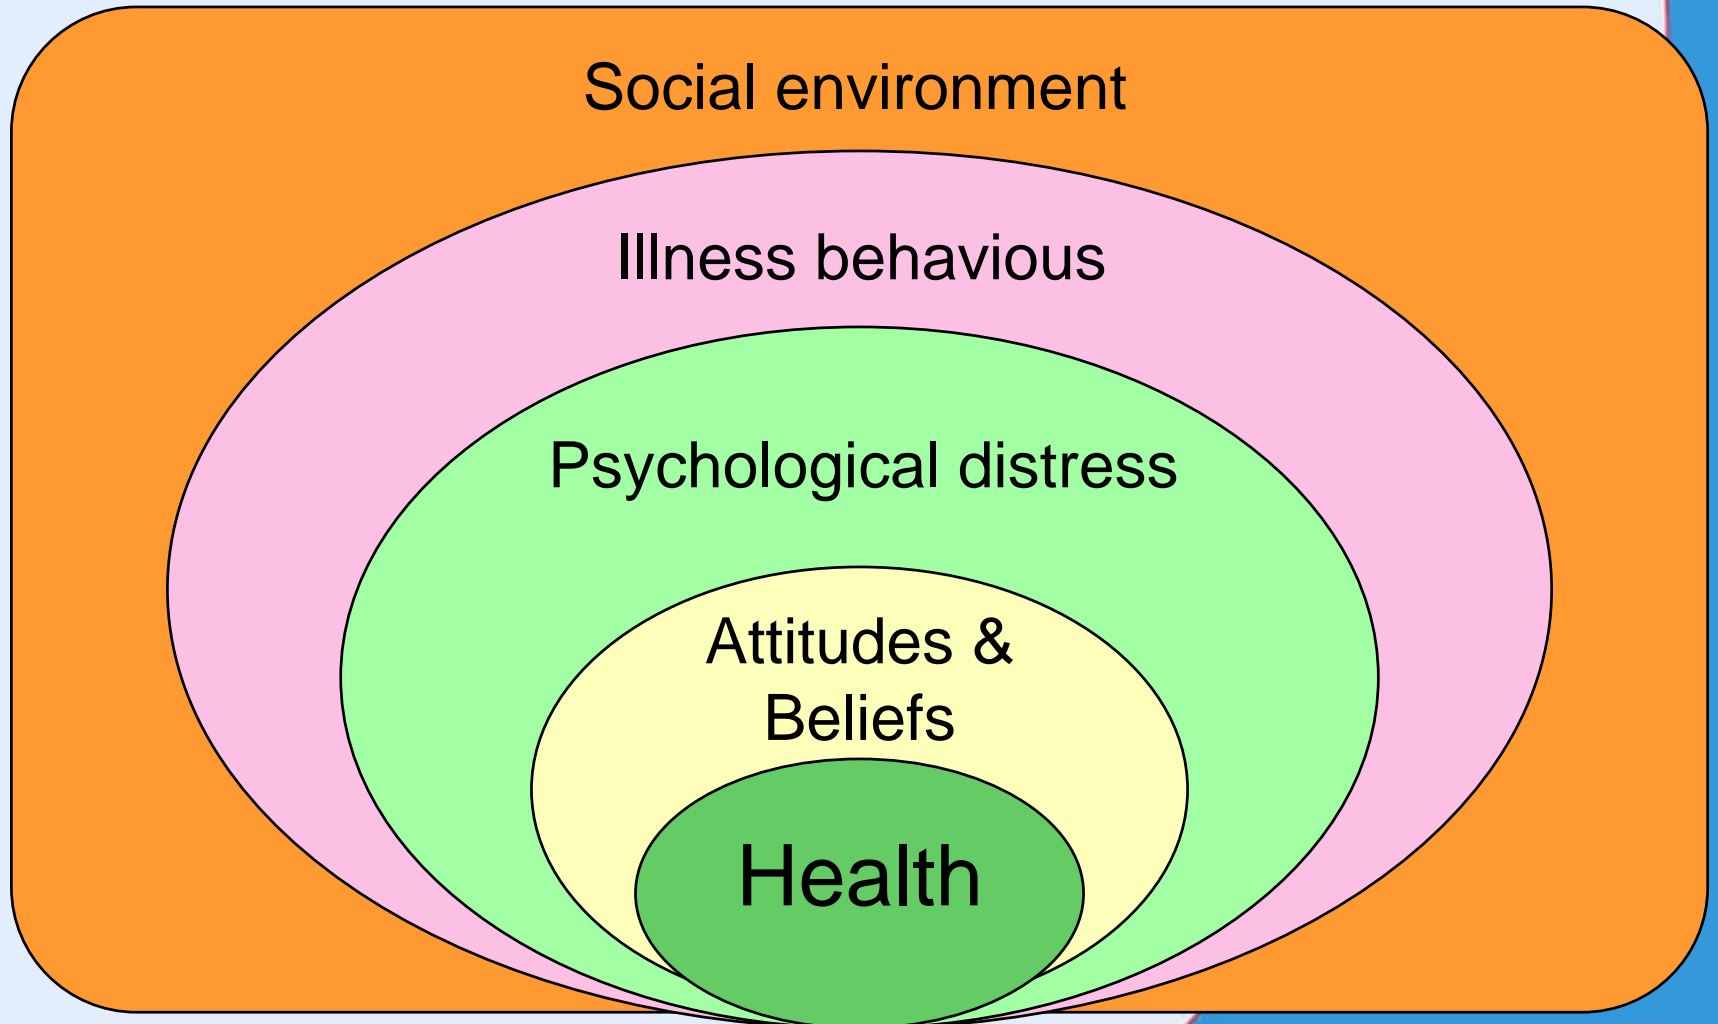 Social environment
Illness behavious
Psychological distress
Attitudes &
Beliefs
Health